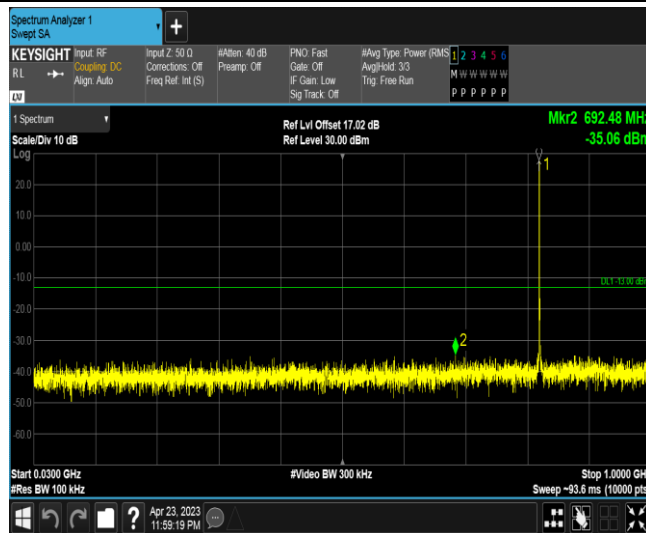 Spectrum Analyzer 1
Swept SA
+
KEYSIGHT
RL
Input: RF
Coupling: DC
Align: Auto
Input Z: 50 Ω
Corrections: Off
Freq Ref: Int (S)
#Atten: 40 dB
Preamp: Off
PNO: Fast
Gate: Off
IF Gain: Low
Sig Track: Off
#Avg Type: Power (RMS
Avg|Hold: 3/3
Trig: Free Run
1 2 3 4 5 6
M W W W W W
P P P P P P
LXI
1 Spectrum
Scale/Div 10 dB
Log
Ref Lvl Offset 17.02 dB
Ref Level 30.00 dBm
Mkr2 692.48 MHz
-35.06 dBm
1
20.0
10.0
0.00
-10.0
DL1 -13.00 dBm
-20.0
-30.0
2
-40.0
-50.0
-60.0
Start 0.0300 GHz
#Res BW 100 kHz
#Video BW 300 kHz
Stop 1.0000 GH
Sweep ~93.6 ms (10000 pts
?
Apr 23, 2023
11:59:19 PM